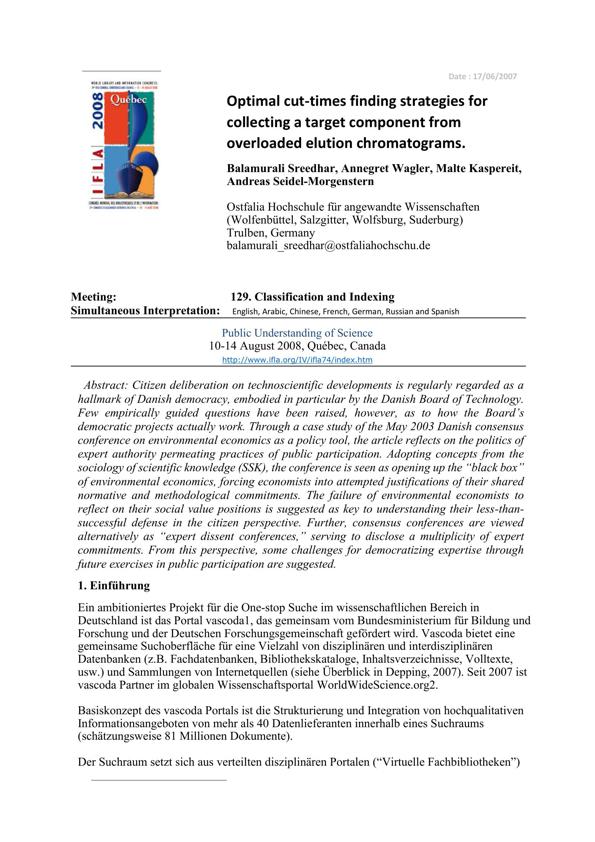 Date : 17/06/2007
WORLD LIBRARY AND INFORMATION CONGRESS:
IFLA 2008
Québec
Optimal cut-times finding strategies for
collecting a target component from
overloaded elution chromatograms.
Balamurali Sreedhar, Annegret Wagler, Malte Kaspereit,
Andreas Seidel-Morgenstern
Ostfalia Hochschule für angewandte Wissenschaften
(Wolfenbüttel, Salzgitter, Wolfsburg, Suderburg)
Trulben, Germany
balamurali_sreedhar@ostfaliahochschu.de
Meeting: 129. Classification and Indexing
Simultaneous Interpretation: English, Arabic, Chinese, French, German, Russian and Spanish
Public Understanding of Science
10-14 August 2008, Québec, Canada
http://www.ifla.org/IV/ifla74/index.htm
Abstract: Citizen deliberation on technoscientific developments is regularly regarded as a
hallmark of Danish democracy, embodied in particular by the Danish Board of Technology.
Few empirically guided questions have been raised, however, as to how the Board’s
democratic projects actually work. Through a case study of the May 2003 Danish consensus
conference on environmental economics as a policy tool, the article reflects on the politics of
expert authority permeating practices of public participation. Adopting concepts from the
sociology of scientific knowledge (SSK), the conference is seen as opening up the “black box”
of environmental economics, forcing economists into attempted justifications of their shared
normative and methodological commitments. The failure of environmental economists to
reflect on their social value positions is suggested as key to understanding their less-than-
successful defense in the citizen perspective. Further, consensus conferences are viewed
alternatively as “expert dissent conferences,” serving to disclose a multiplicity of expert
commitments. From this perspective, some challenges for democratizing expertise through
future exercises in public participation are suggested.
1. Einführung
Ein ambitioniertes Projekt für die One-stop Suche im wissenschaftlichen Bereich in
Deutschland ist das Portal vascoda1, das gemeinsam vom Bundesministerium für Bildung und
Forschung und der Deutschen Forschungsgemeinschaft gefördert wird. Vascoda bietet eine
gemeinsame Suchoberfläche für eine Vielzahl von disziplinären und interdisziplinären
Datenbanken (z.B. Fachdatenbanken, Bibliothekskataloge, Inhaltsverzeichnisse, Volltexte,
usw.) und Sammlungen von Internetquellen (siehe Überblick in Depping, 2007). Seit 2007 ist
vascoda Partner im globalen Wissenschaftsportal WorldWideScience.org2.
Basiskonzept des vascoda Portals ist die Strukturierung und Integration von hochqualitativen
Informationsangeboten von mehr als 40 Datenlieferanten innerhalb eines Suchraums
(schätzungsweise 81 Millionen Dokumente).
Der Suchraum setzt sich aus verteilten disziplinären Portalen (“Virtuelle Fachbibliotheken”)